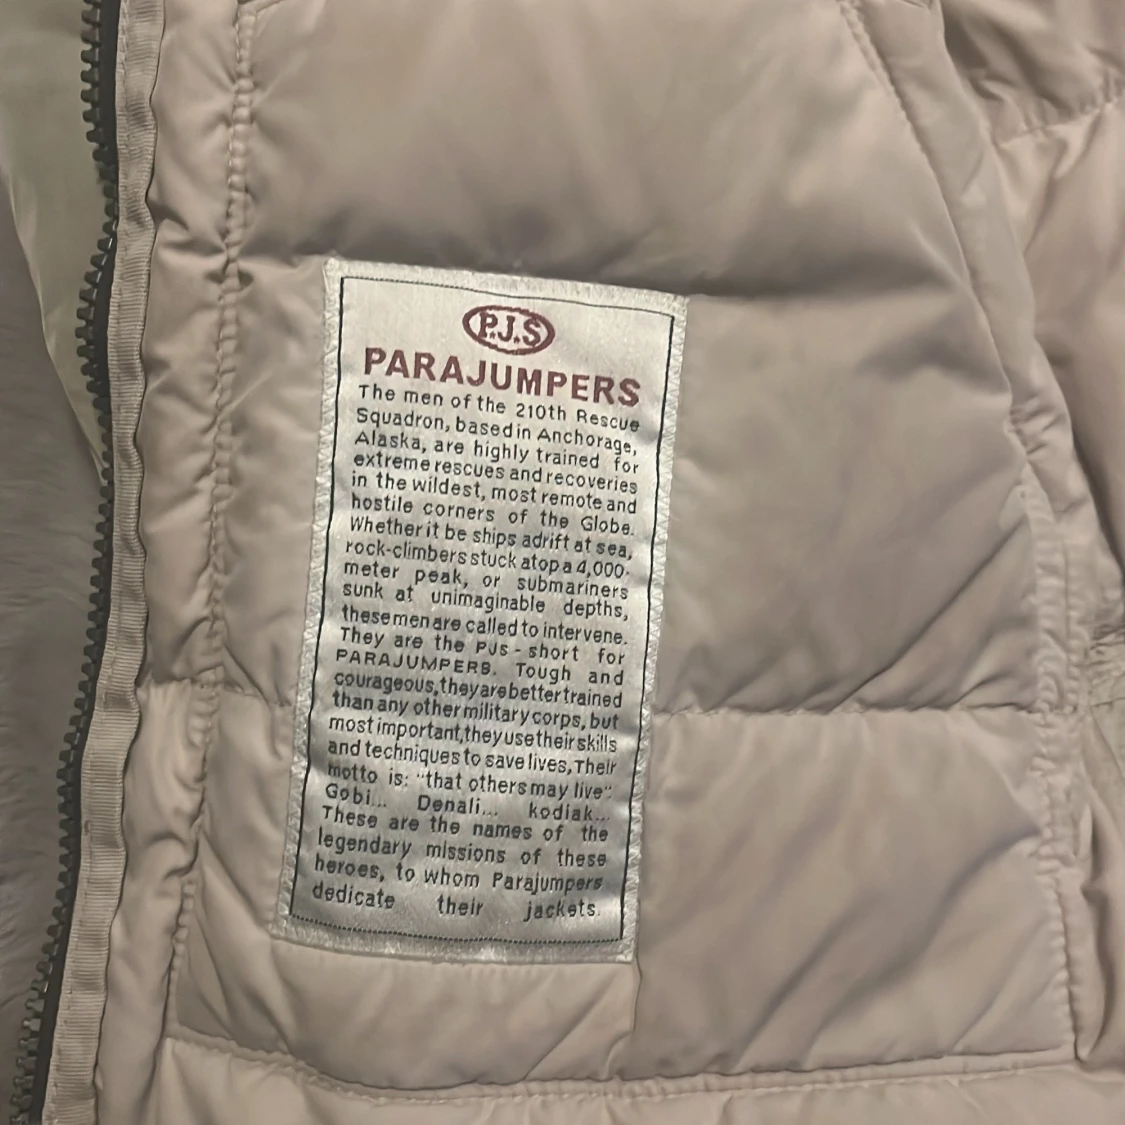 P.J.S
PARAJUMPERS
The men of the 210th Rescue
Squadron, based in Anchorage,
Alaska, are highly trained for
extreme rescues and recoveries
in the wildest, most remote and
hostile corners of the Globe.
Whether it be ships adrift at sea,
rock-climbers stuck atop a 4,000-
meter peak, or submariners
sunk at unimaginable depths,
these men are called to intervene.
They are the PJs - short for
PARAJUMPERS. Tough and
courageous, they are better trained
than any other military corps, but
most important, they use their skills
and techniques to save lives, Their
motto is: "that others may live":
Gobi... Denali... kodiak...
These are the names of the
legendary missions of these
heroes, to whom Parajumpers
dedicate their jackets.